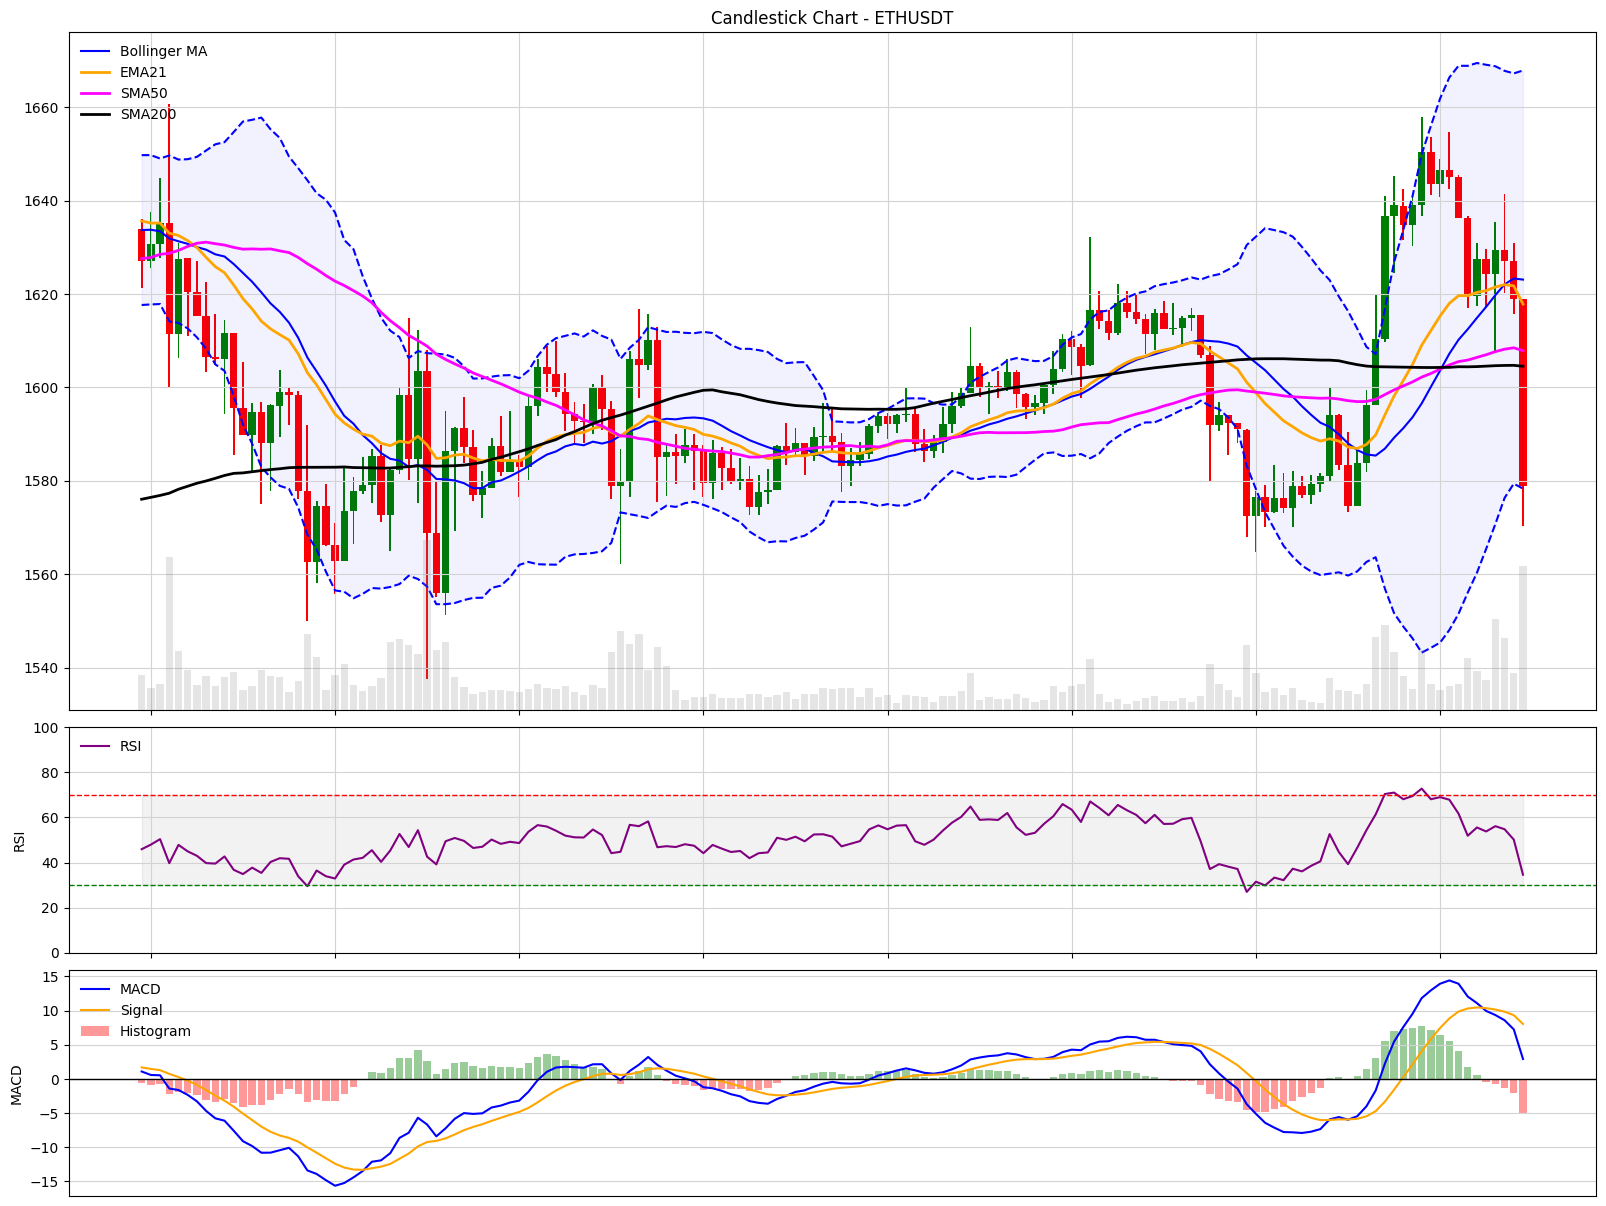 Candlestick Chart - ETHUSDT
Bollinger MA
EMA21
SMA50
SMA200
1660
1640
1620
1600
1580
1560
1540
RSI
100
80
60
40
20
0
RSI
MACD
Signal
Histogram
15
10
5
0
−5
−10
−15
MACD